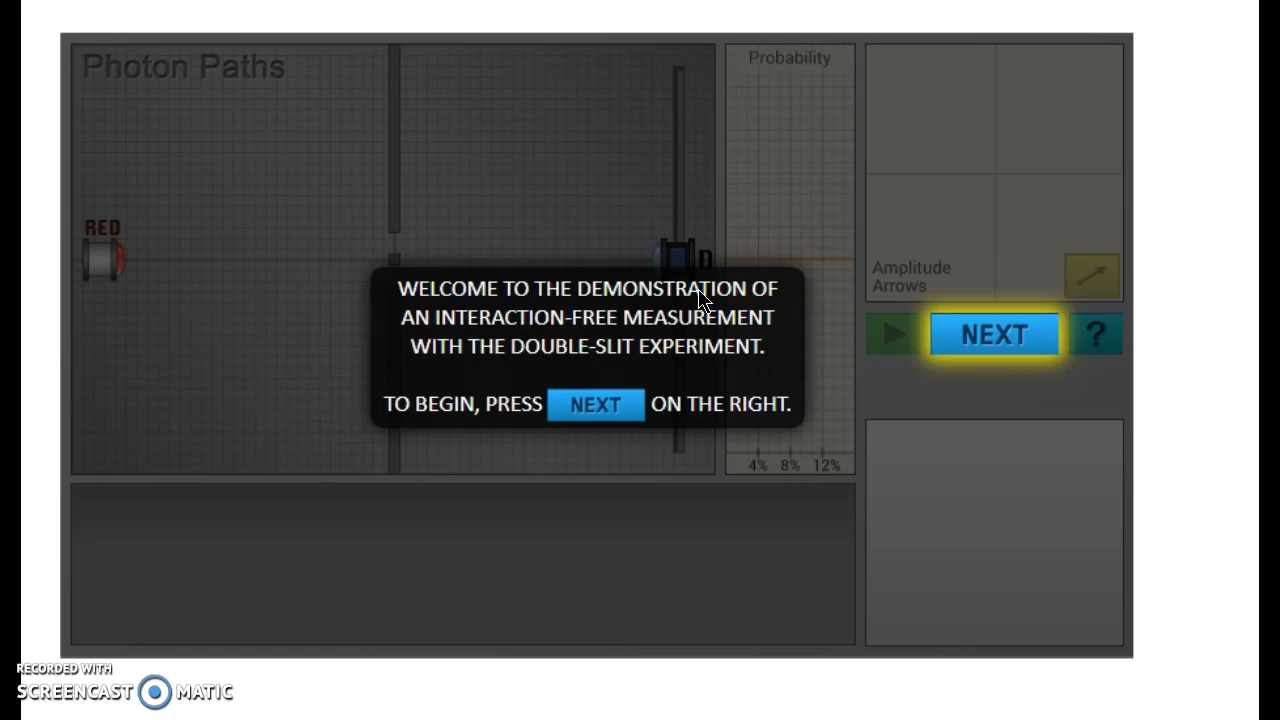 Photon Paths
Probability
RED
D
WELCOME TO THE DEMONSTRATION OF
AN INTERACTION-FREE MEASUREMENT
WITH THE DOUBLE-SLIT EXPERIMENT.
TO BEGIN, PRESS NEXT ON THE RIGHT.
4% 8% 12%
Amplitude
Arrows
NEXT ?
RECORDED WITH
SCREENCAST MATIC